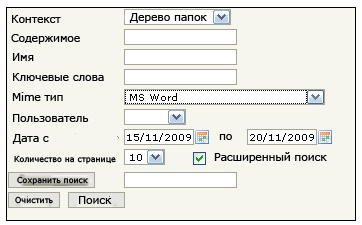 Контекст Дерево папок
Содержимое
Имя
Ключевые слова
Mime тип MS Word
Пользователь
Дата с 15/11/2009 по 20/11/2009
Количество на странице 10 Расширенный поиск
Сохранить поиск
Очистить Поиск